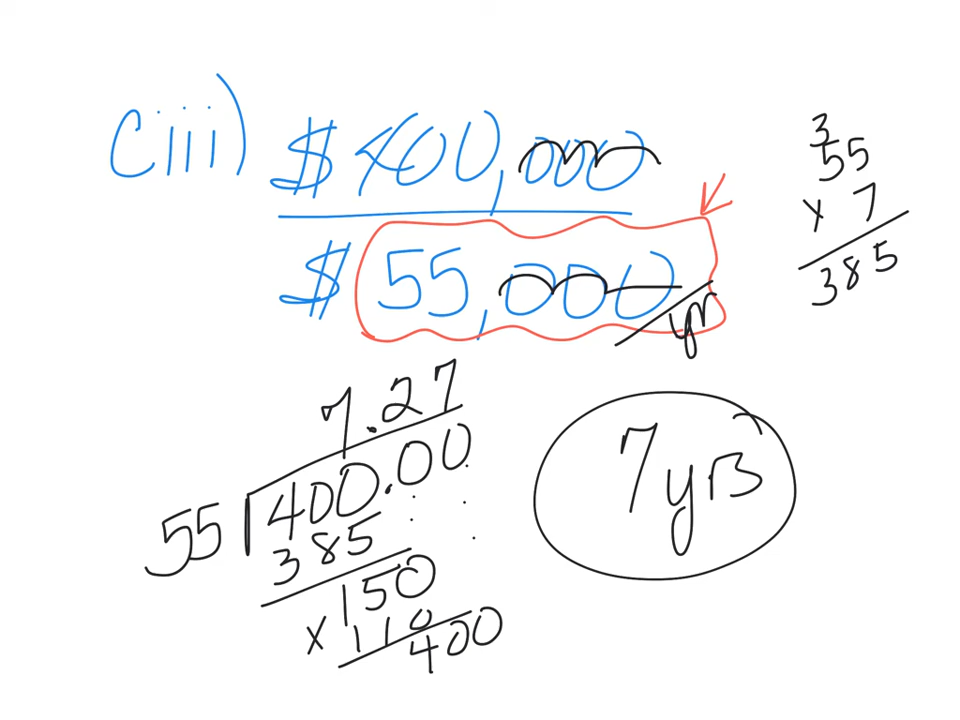 Ciii) $400,000
$55,000/yr
3
55
x 7
385
7.27
55 400.00
385
150
x 110
400
7 yrs